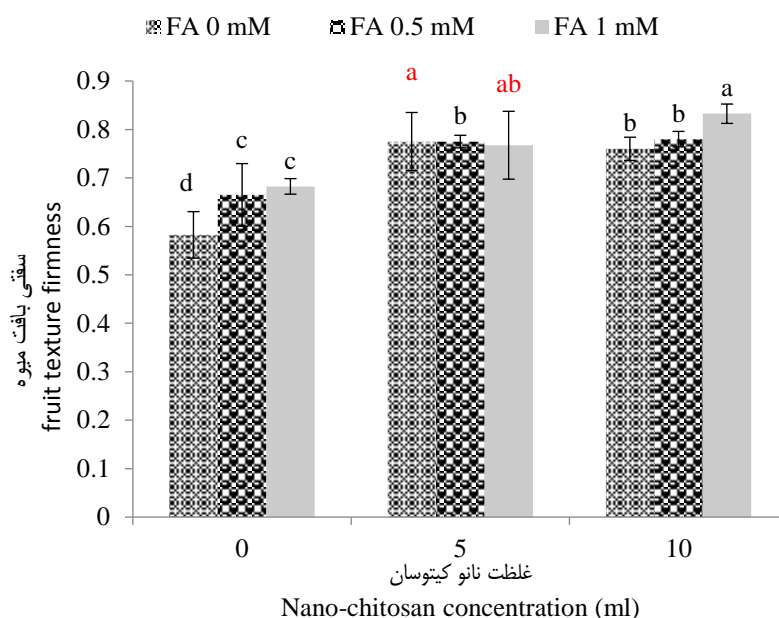 FA 0 mM FA 0.5 mM FA 1 mM
0.9
0.8
0.7
0.6
0.5
0.4
0.3
0.2
0.1
0
سفتی بافت میوه
fruit texture firmness
d c c a b ab b b a
0 5 10
غلظت نانو کیتوسان
Nano-chitosan concentration (ml)